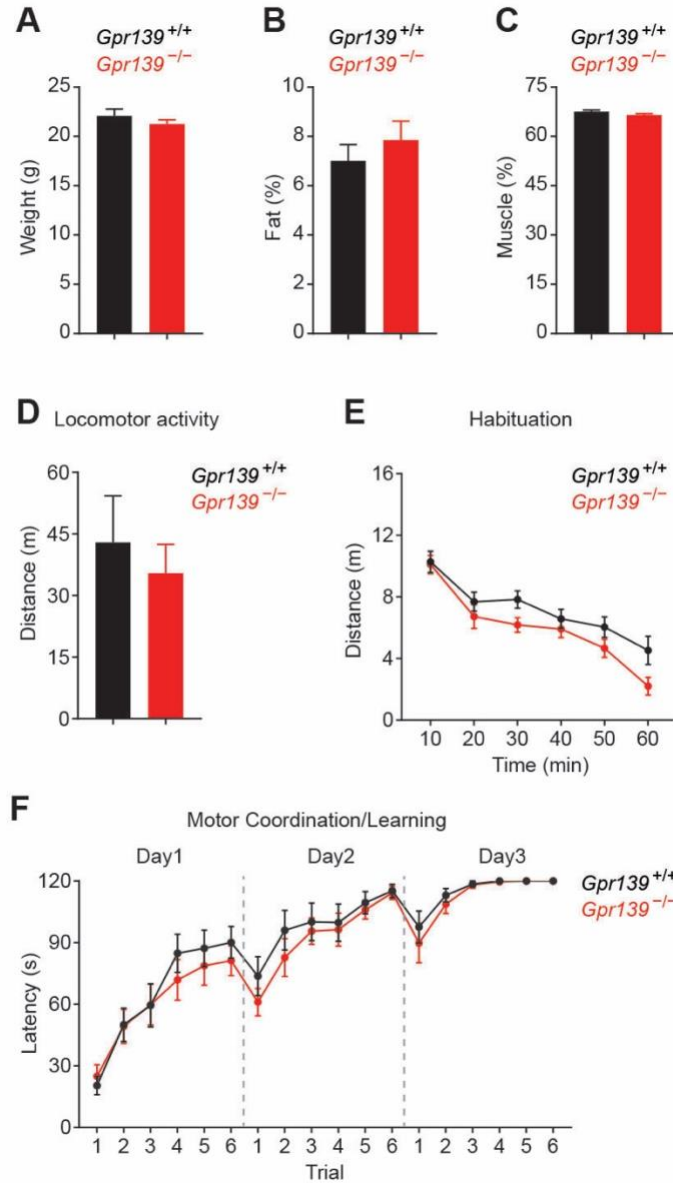 A
Gpr139+/+
Gpr139−/−
Weight (g)
25
20
15
10
5
0
B
Gpr139+/+
Gpr139−/−
Fat (%)
10
8
6
4
2
0
C
Gpr139+/+
Gpr139−/−
Muscle (%)
75
60
45
30
15
0
D Locomotor activity
Gpr139+/+
Gpr139−/−
Distance (m)
60
45
30
15
0
E Habituation
Gpr139+/+
Gpr139−/−
Distance (m)
16
12
8
4
0
10 20 30 40 50 60
Time (min)
F
Motor Coordination/Learning
Day1 Day2 Day3
Gpr139+/+
Gpr139−/−
Latency (s)
120
90
60
30
0
1 2 3 4 5 6 1 2 3 4 5 6 1 2 3 4 5 6
Trial